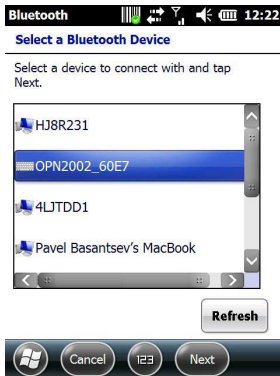 Bluetooth 12:22
Select a Bluetooth Device
Select a device to connect with and tap
Next.
HJ8R231
OPN2002_60E7
4LJTDD1
Pavel Basantsev's MacBook
Refresh
Cancel 123 Next